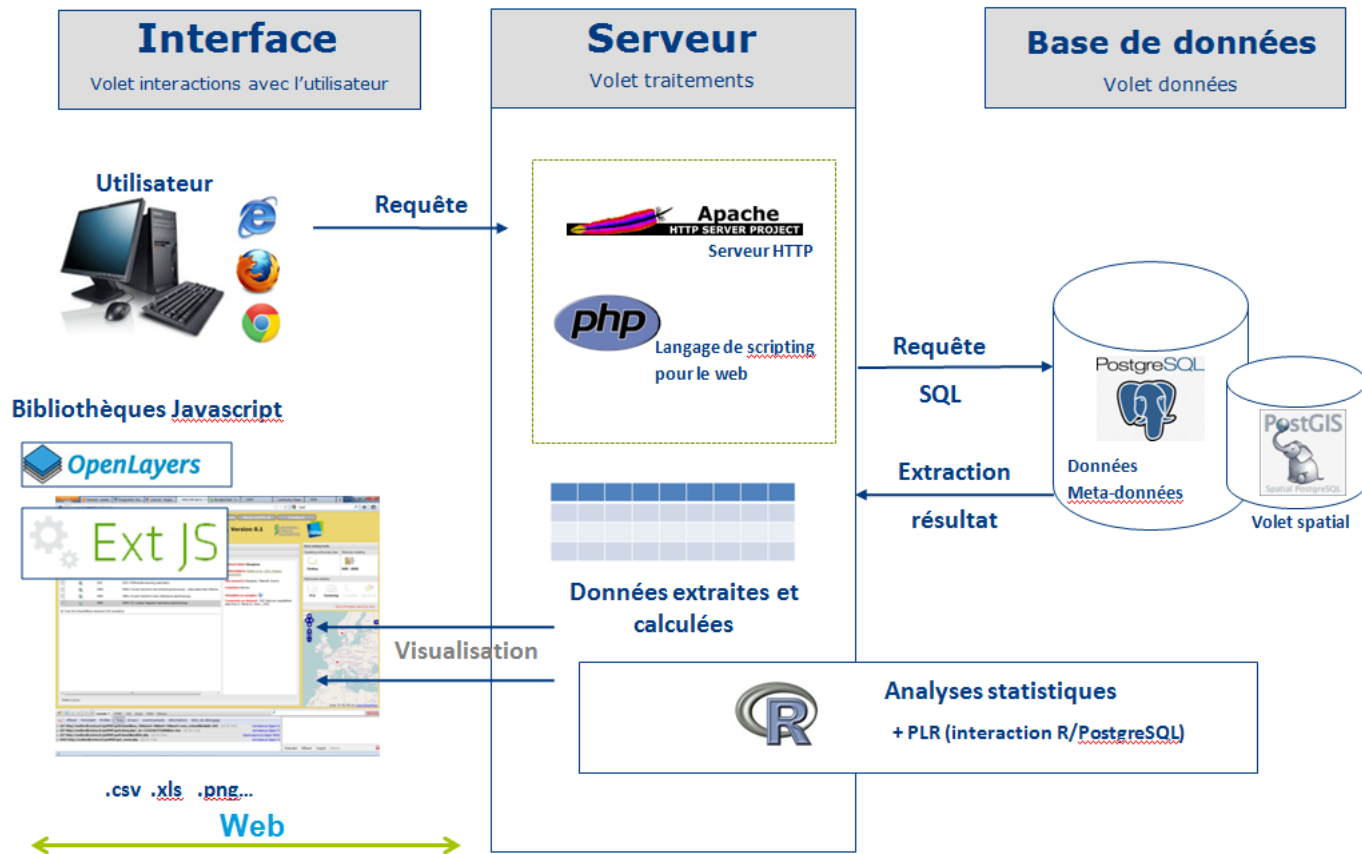 Interface
Volet interactions avec l'utilisateur
Serveur
Volet traitements
Base de données
Volet données
Utilisateur
Requête
Apache
HTTP SERVER PROJECT
Serveur HTTP
php
Langage de scripting
pour le web
Requête
SQL
PostgreSQL
Données
Meta-données
PostGIS
Spatial PostgreSQL
Volet spatial
Extraction
résultat
Bibliothèques Javascript
OpenLayers
Ext JS
Version 0.1
Données extraites et
calculées
Visualisation
R
Analyses statistiques
+ PLR (interaction R/PostgreSQL)
.csv .xls .png...
Web